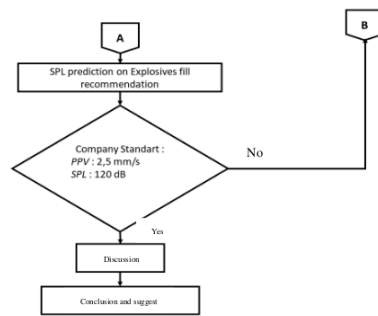 A
B
SPL prediction on Explosives fill
recommendation
Company Standart :
PPV : 2,5 mm/s
SPL : 120 dB
No
Yes
Discussion
Conclusion and suggest